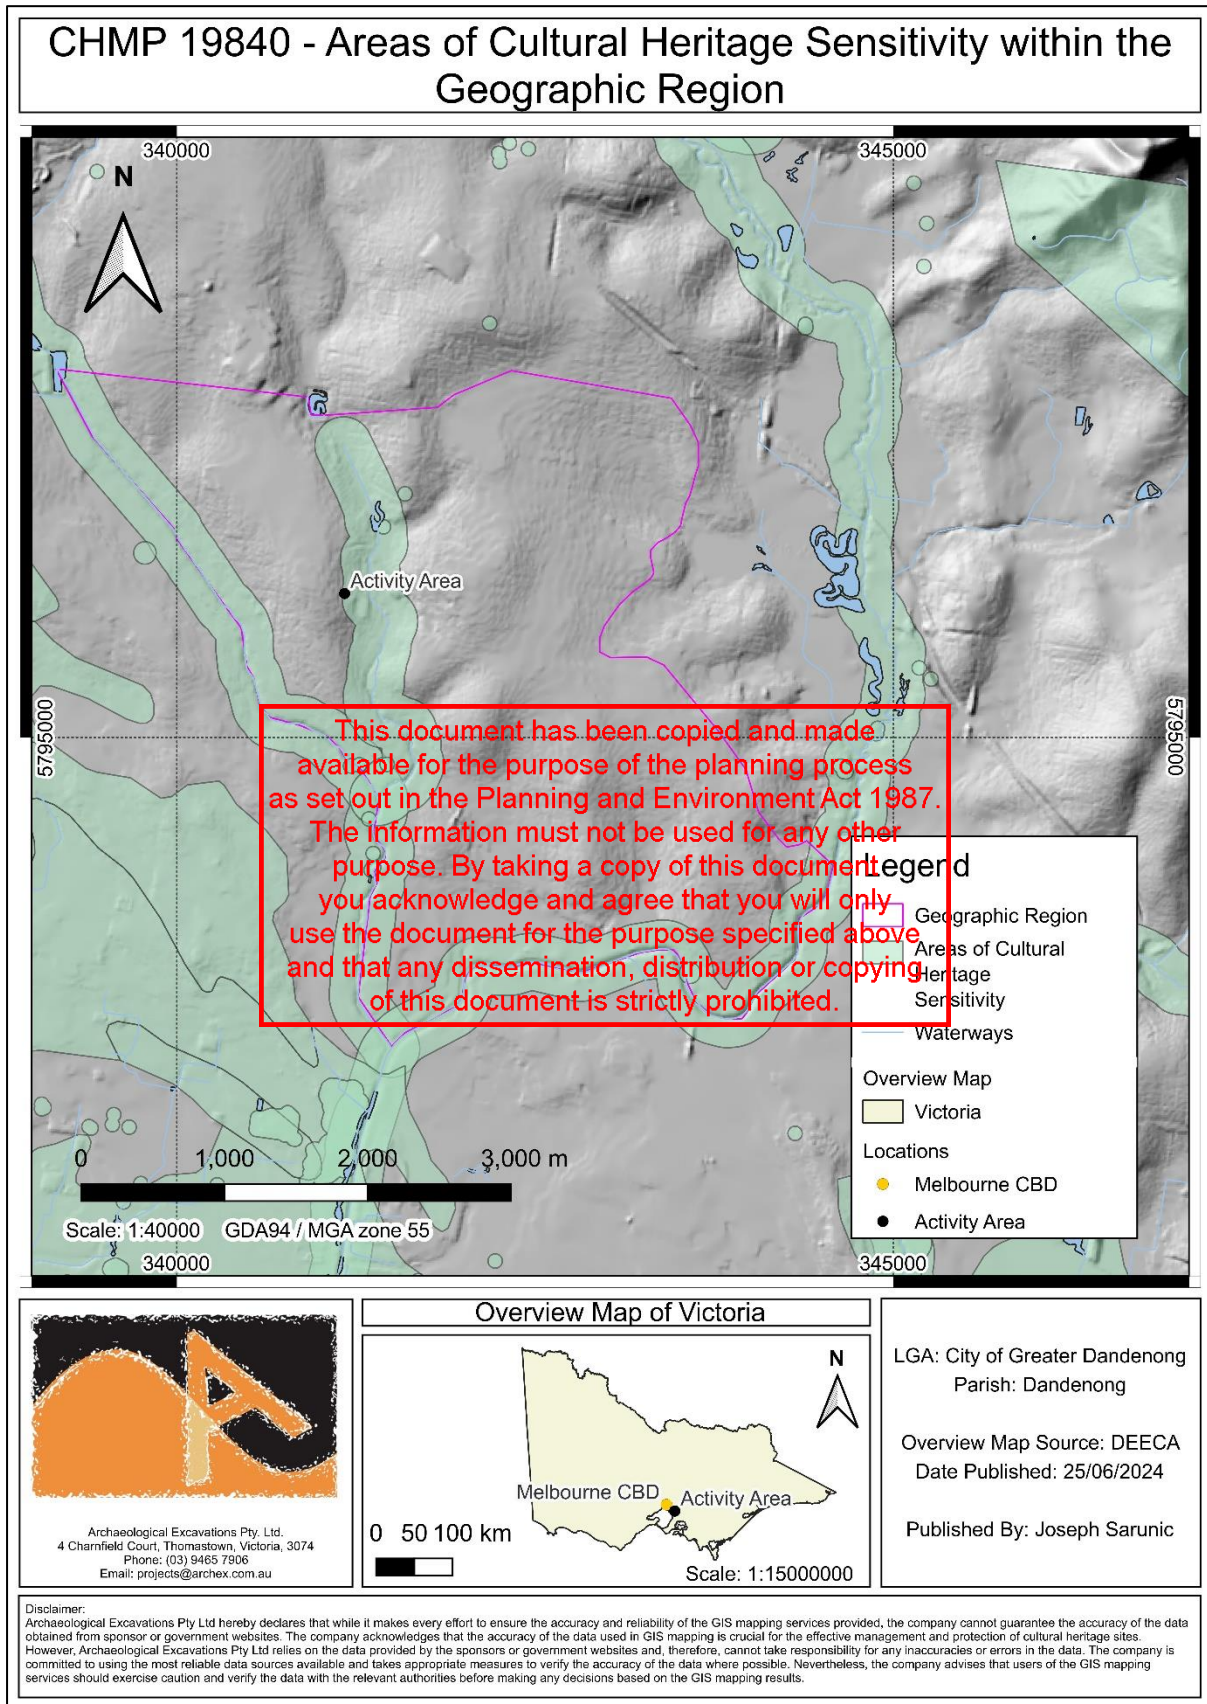 CHMP 19840 - Areas of Cultural Heritage Sensitivity within the
Geographic Region
340000
345000
N
Activity Area
5795000
5795000
This document has been copied and made
available for the purpose of the planning process
as set out in the Planning and Environment Act 1987.
The information must not be used for any other
purpose. By taking a copy of this document
you acknowledge and agree that you will only
use the document for the purpose specified above
and that any dissemination, distribution or copying
of this document is strictly prohibited.
Legend
Geographic Region
Areas of Cultural
Heritage
Sensitivity
Waterways
Overview Map
Victoria
Locations
Melbourne CBD
Activity Area
0 1,000 2,000 3,000 m
Scale: 1:40000 GDA94 / MGA zone 55
340000
345000
Archaeological Excavations Pty. Ltd.
4 Charnfield Court, Thomastown, Victoria, 3074
Phone: (03) 9465 7906
Email: projects@archex.com.au
Overview Map of Victoria
N
Melbourne CBD
Activity Area
0 50 100 km
Scale: 1:15000000
LGA: City of Greater Dandenong
Parish: Dandenong
Overview Map Source: DEECA
Date Published: 25/06/2024
Published By: Joseph Sarunic
Disclaimer:
Archaeological Excavations Pty Ltd hereby declares that while it makes every effort to ensure the accuracy and reliability of the GIS mapping services provided, the company cannot guarantee the accuracy of the data
obtained from sponsor or government websites. The company acknowledges that the accuracy of the data used in GIS mapping is crucial for the effective management and protection of cultural heritage sites.
However, Archaeological Excavations Pty Ltd relies on the data provided by the sponsors or government websites and, therefore, cannot take responsibility for any inaccuracies or errors in the data. The company is
committed to using the most reliable data sources available and takes appropriate measures to verify the accuracy of the data where possible. Nevertheless, the company advises that users of the GIS mapping
services should exercise caution and verify the data with the relevant authorities before making any decisions based on the GIS mapping results.